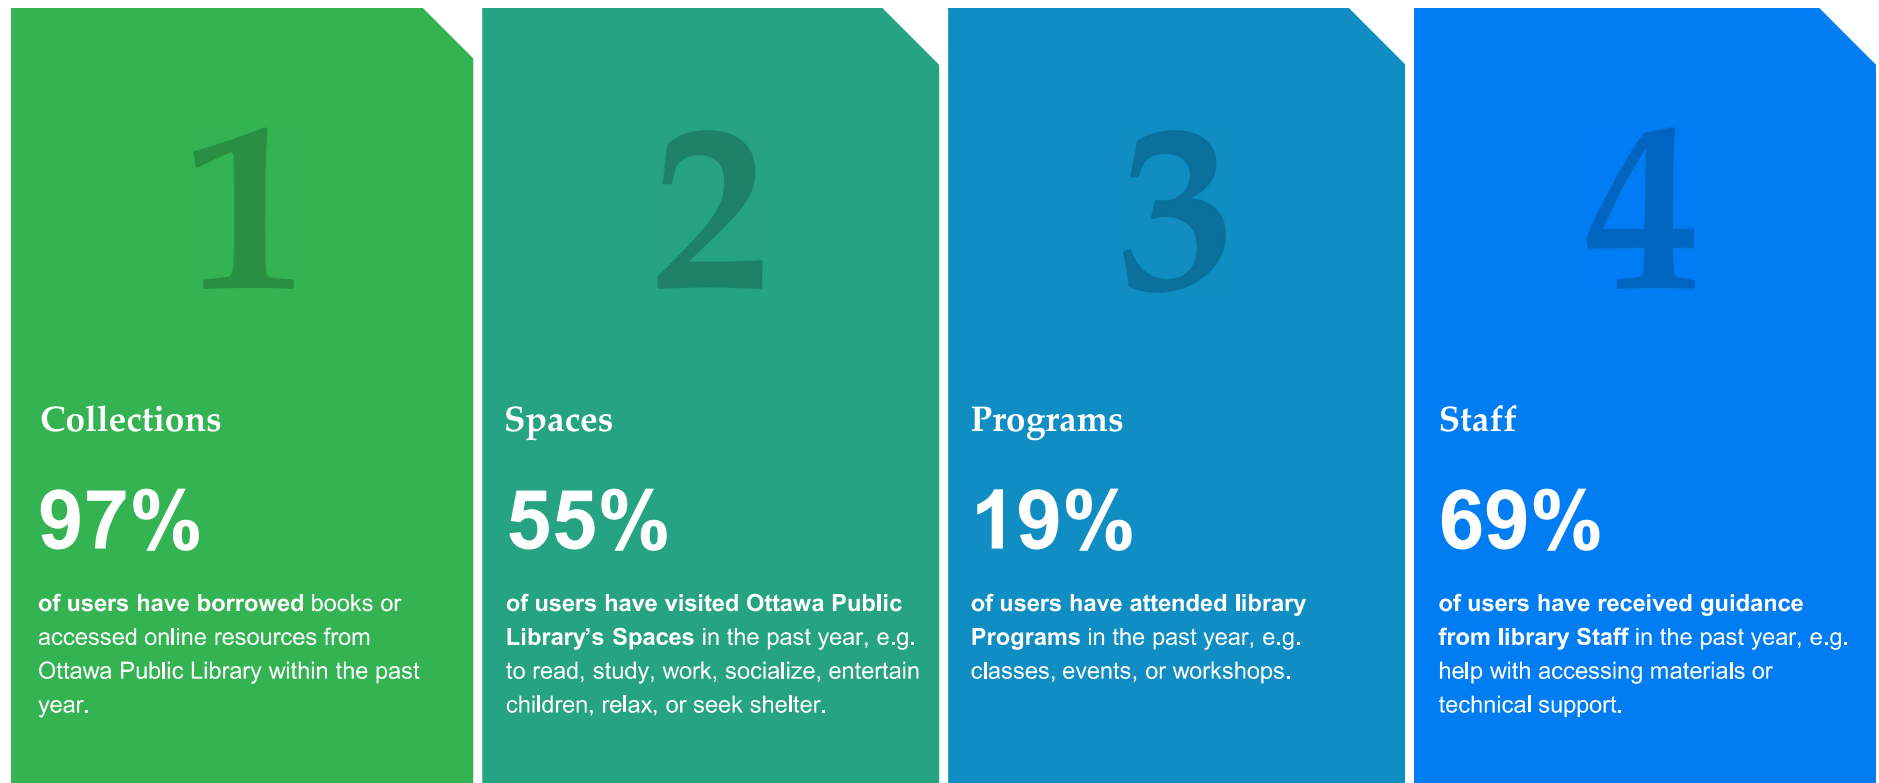 1
Collections
97%
of users have borrowed books or
accessed online resources from
Ottawa Public Library within the past
year.
2
Spaces
55%
of users have visited Ottawa Public
Library's Spaces in the past year, e.g.
to read, study, work, socialize, entertain
children, relax, or seek shelter.
3
Programs
19%
of users have attended library
Programs in the past year, e.g.
classes, events, or workshops.
4
Staff
69%
of users have received guidance
from library Staff in the past year, e.g.
help with accessing materials or
technical support.